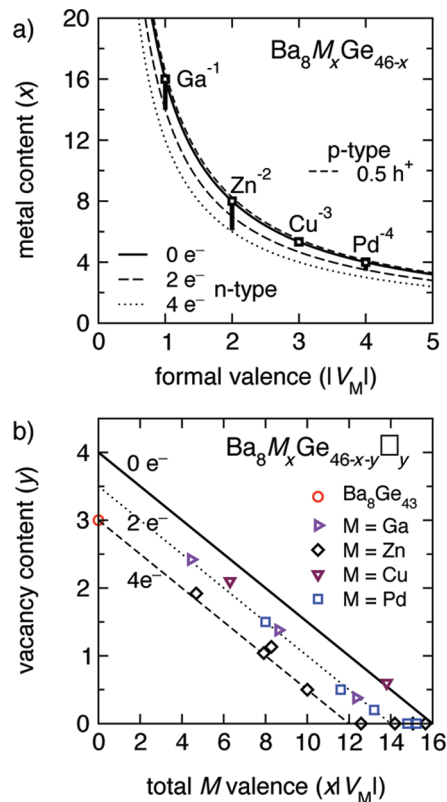 a)
Ba₈MₓGe₄₆₋ₓ
20
16
12
8
4
0
metal content (x)
Ga⁻¹
Zn⁻²
Cu⁻³
Pd⁻⁴
p-type
0.5 h⁺
0 e⁻
2 e⁻ n-type
4 e⁻
0 1 2 3 4 5
formal valence (|V_M|)
b)
Ba₈MₓGe₄₆₋ₓ₋ᵧ□ᵧ
4
3
2
1
0
vacancy content (y)
0 e⁻
2 e⁻
4e⁻
Ba₈Ge₄₃
M = Ga
M = Zn
M = Cu
M = Pd
0 2 4 6 8 10 12 14 16
total M valence (x|V_M|)